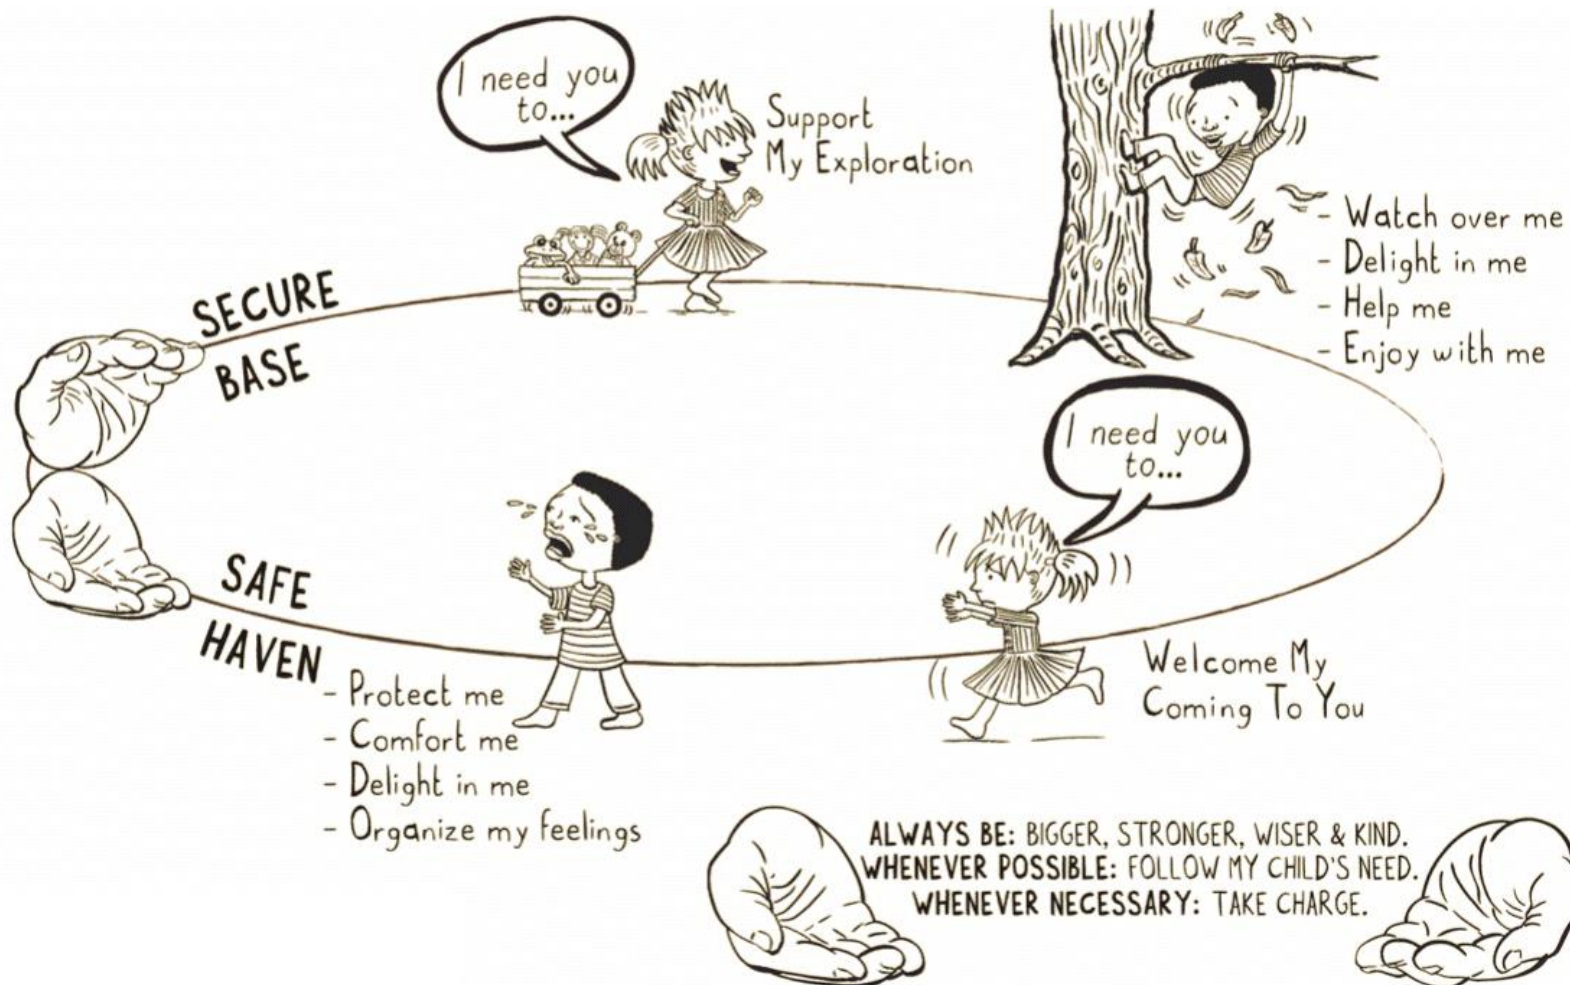 I need you
to...
Support
My Exploration
- Watch over me
- Delight in me
- Help me
- Enjoy with me
SECURE
BASE
I need you
to...
Welcome My
Coming To You
SAFE
HAVEN
- Protect me
- Comfort me
- Delight in me
- Organize my feelings
ALWAYS BE: BIGGER, STRONGER, WISER & KIND.
WHENEVER POSSIBLE: FOLLOW MY CHILD'S NEED.
WHENEVER NECESSARY: TAKE CHARGE.